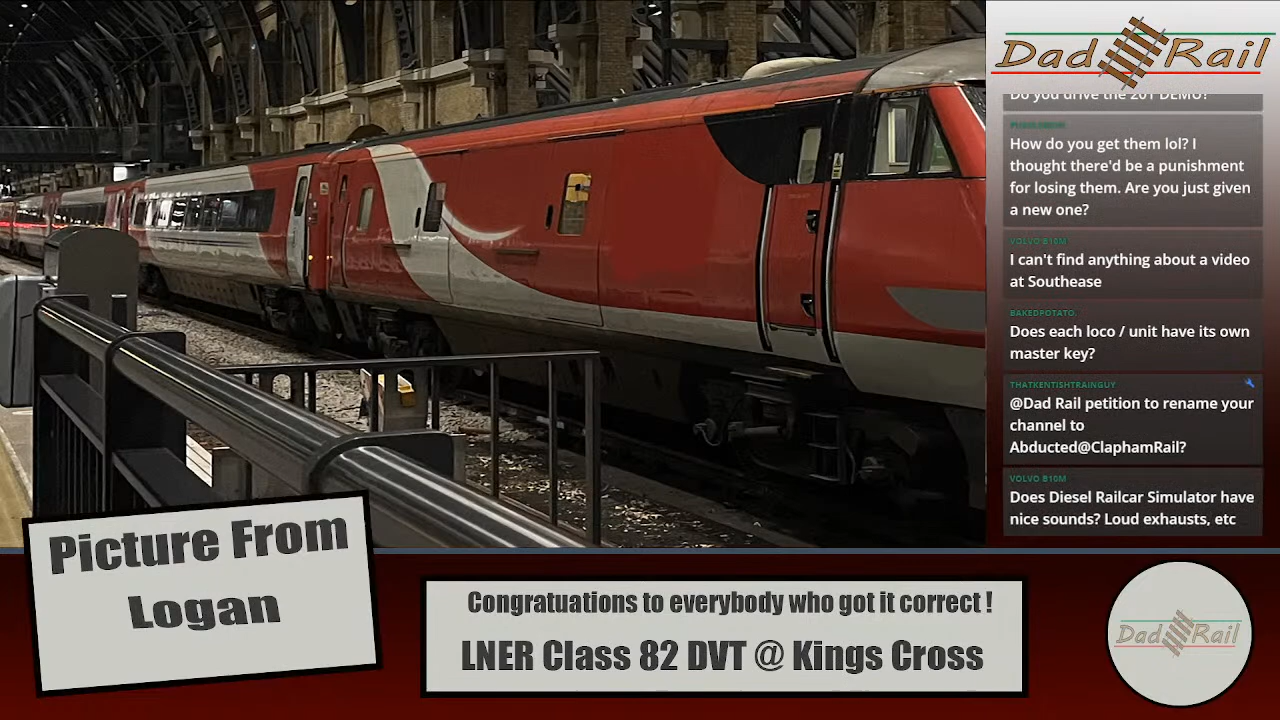 Dad Rail
Do you drive the 201 DEMO?
How do you get them lol? I
thought there'd be a punishment
for losing them. Are you just given
a new one?
VOLVO B10M
I can't find anything about a video
at Southease
BAKEDPOTATO.
Does each loco / unit have its own
master key?
THATKENTISHTRAINGUY
@Dad Rail petition to rename your
channel to
Abducted@ClaphamRail?
VOLVO B10M
Does Diesel Railcar Simulator have
nice sounds? Loud exhausts, etc
Picture From
Logan
Congratuations to everybody who got it correct !
LNER Class 82 DVT @ Kings Cross
Dad Rail